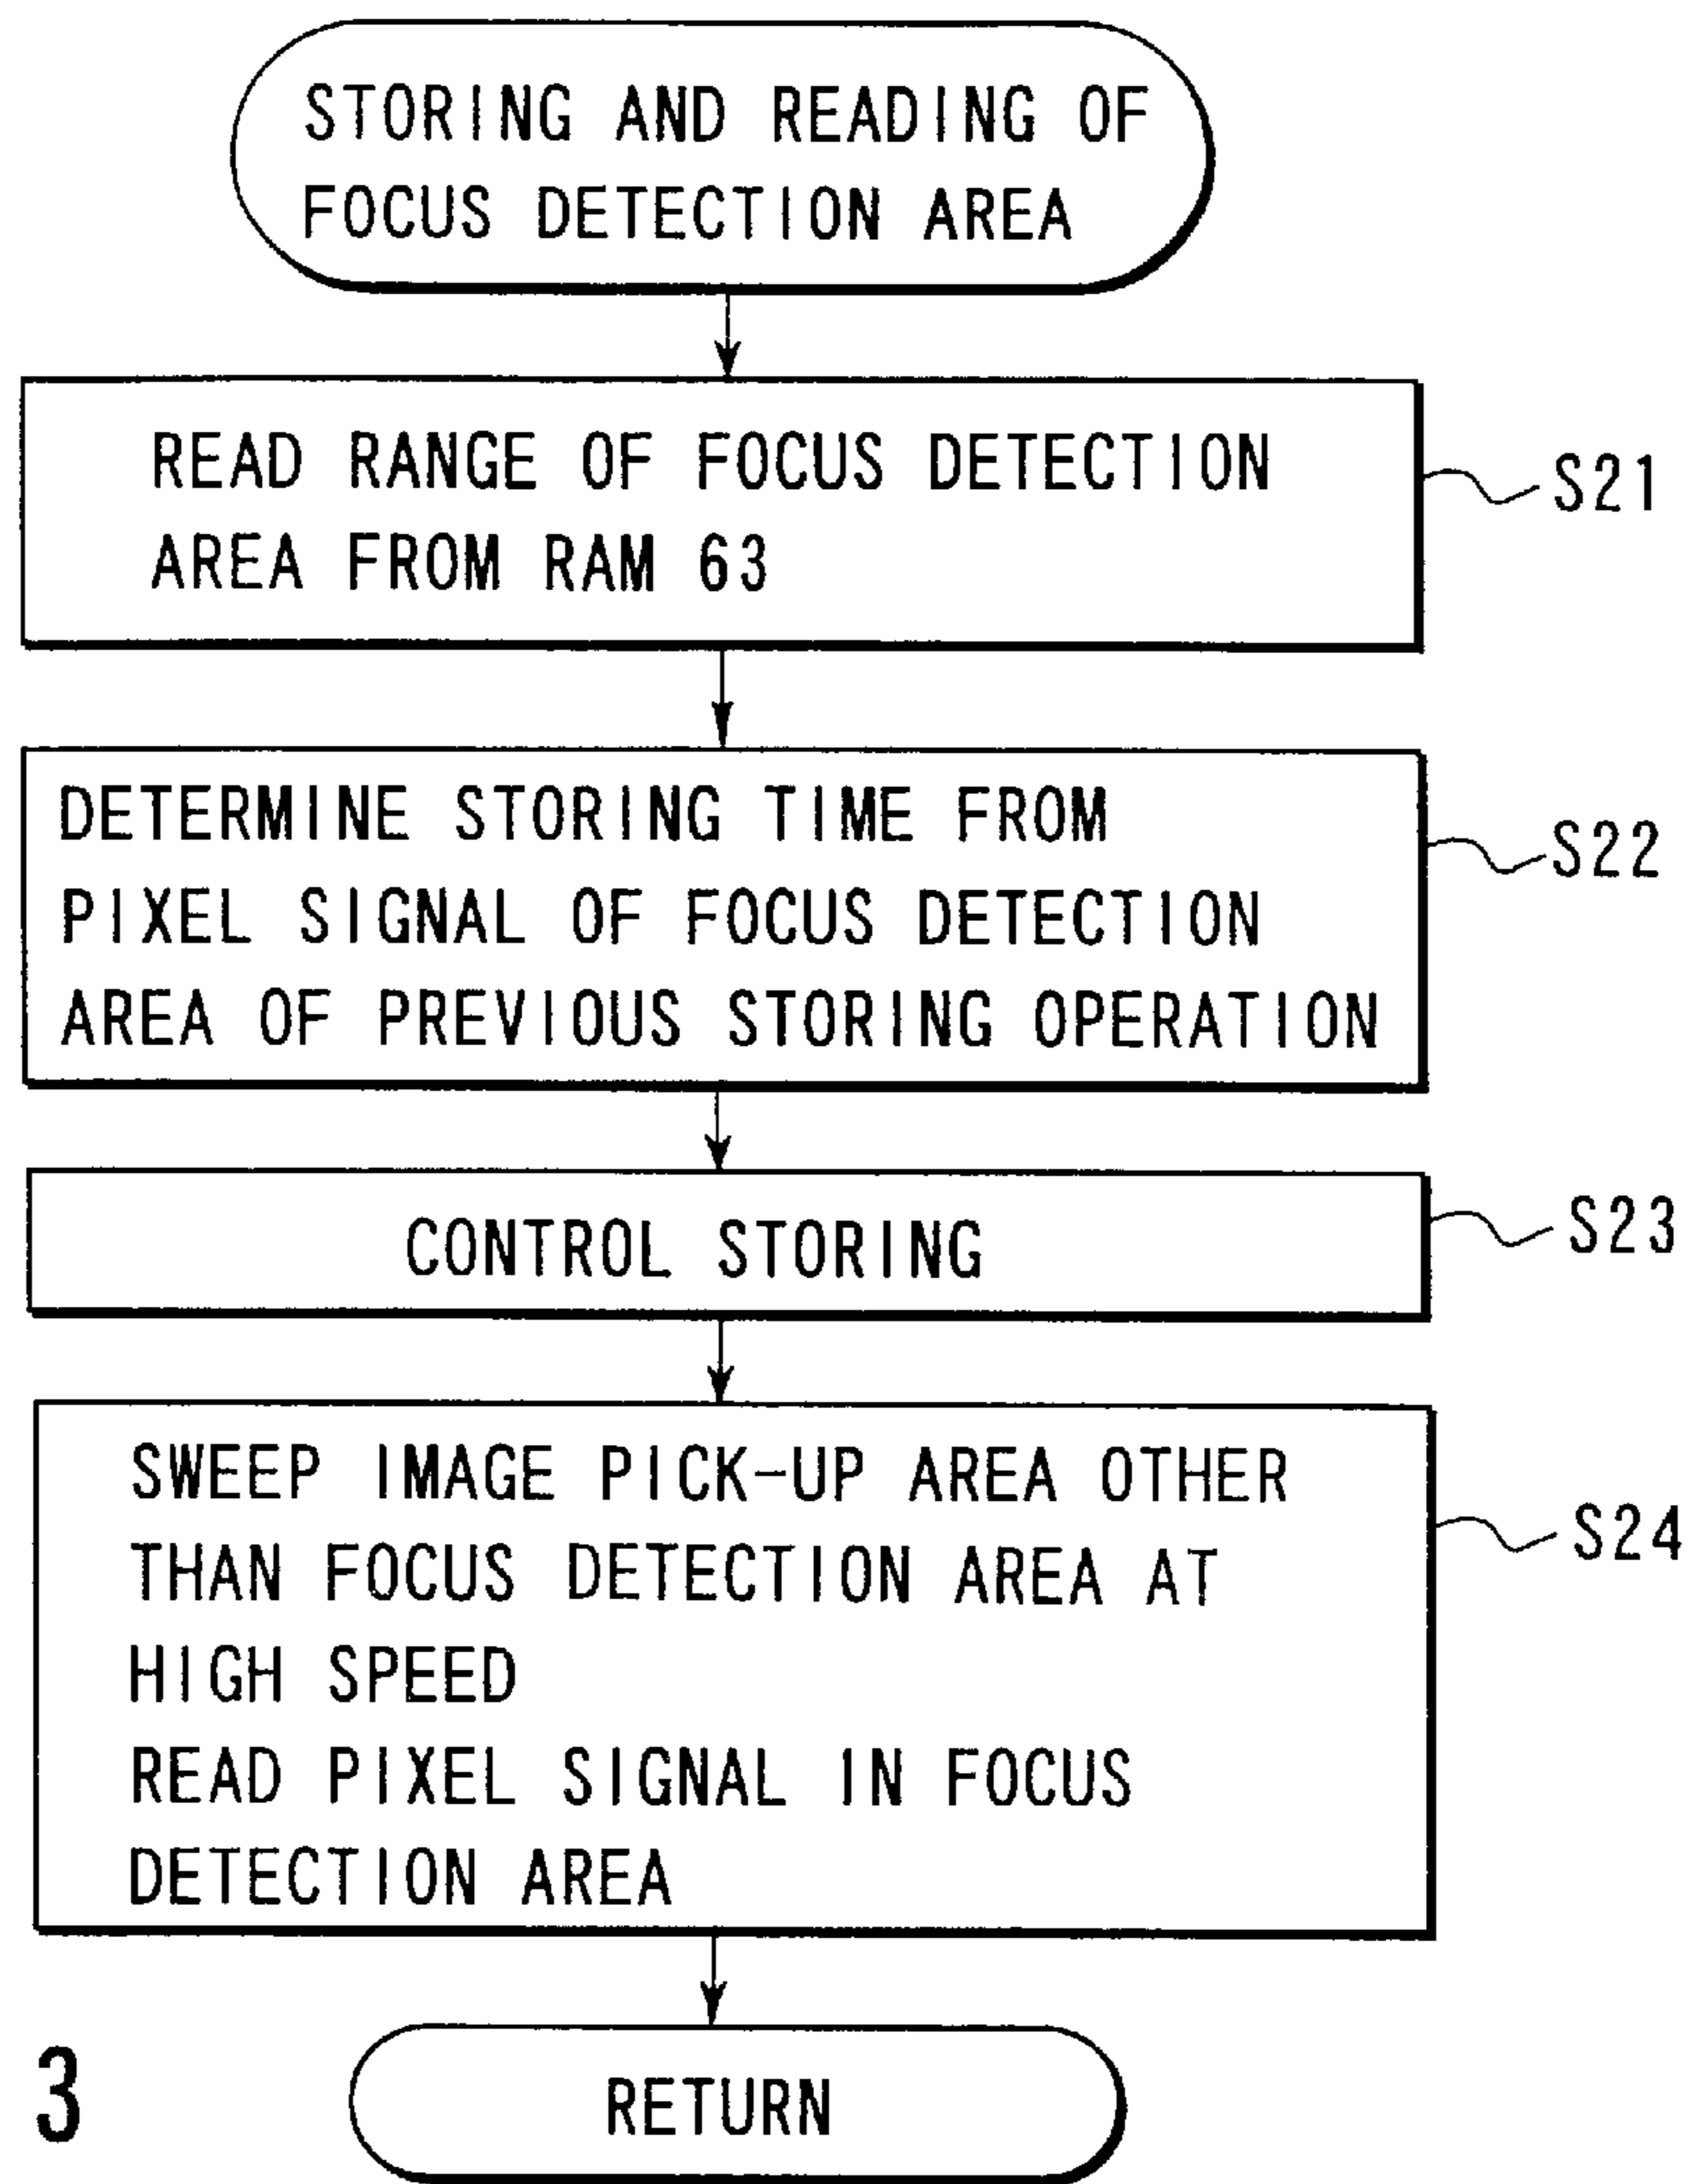 STORING AND READING OF
FOCUS DETECTION AREA
READ RANGE OF FOCUS DETECTION
AREA FROM RAM 63
S21
DETERMINE STORING TIME FROM
PIXEL SIGNAL OF FOCUS DETECTION
AREA OF PREVIOUS STORING OPERATION
S22
CONTROL STORING
S23
SWEEP IMAGE PICK-UP AREA OTHER
THAN FOCUS DETECTION AREA AT
HIGH SPEED
READ PIXEL SIGNAL IN FOCUS
DETECTION AREA
S24
3
RETURN